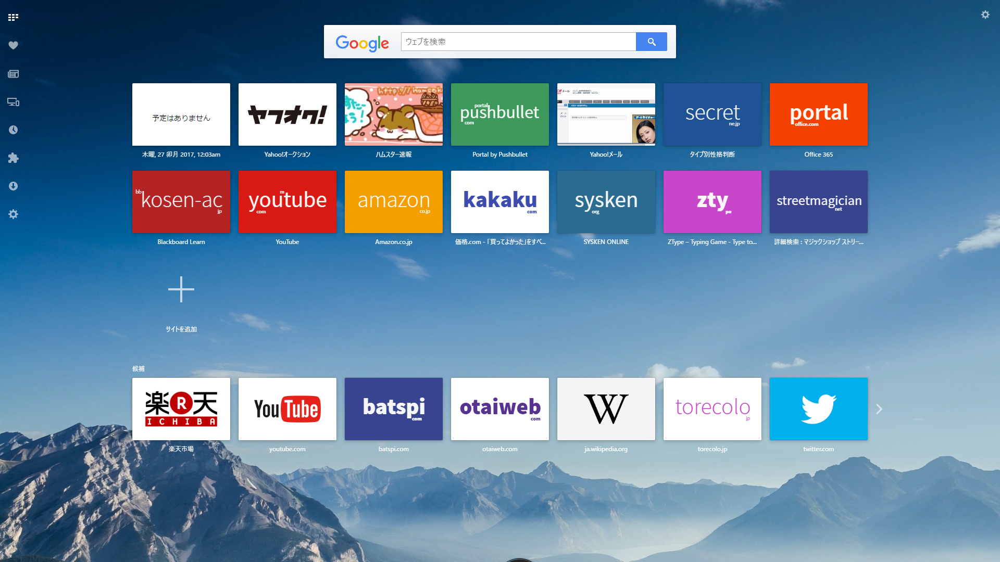 Google
ウェブを検索
予定はありません
ヤフオク!
http://hamsok
portal
pushbullet
com
メール
secret
ne.jp
portal
office.com
木曜, 27 卯月 2017, 12:03am
Yahoo!オークション
ハムスター速報
Portal by Pushbullet
Yahoo!メール
タイプ別性格判断
Office 365
bb
kosen-ac
jp
m
youtube
com
amazon
co.jp
kakaku
com
sysken
org
zty
pe
streetmagician
net
Blackboard Learn
YouTube
Amazon.co.jp
価格.com - 「買ってよかった」をすべ...
SYSKEN ONLINE
ZType – Typing Game - Type to...
詳細検索 : マジックショップ ストリー...
サイトを追加
候補
楽R天
ICHIBA
YouTube
batspi
com
otaiweb
com
W
torecolo
jp
楽天市場
youtube.com
batspi.com
otaiweb.com
ja.wikipedia.org
torecolo.jp
twitter.com